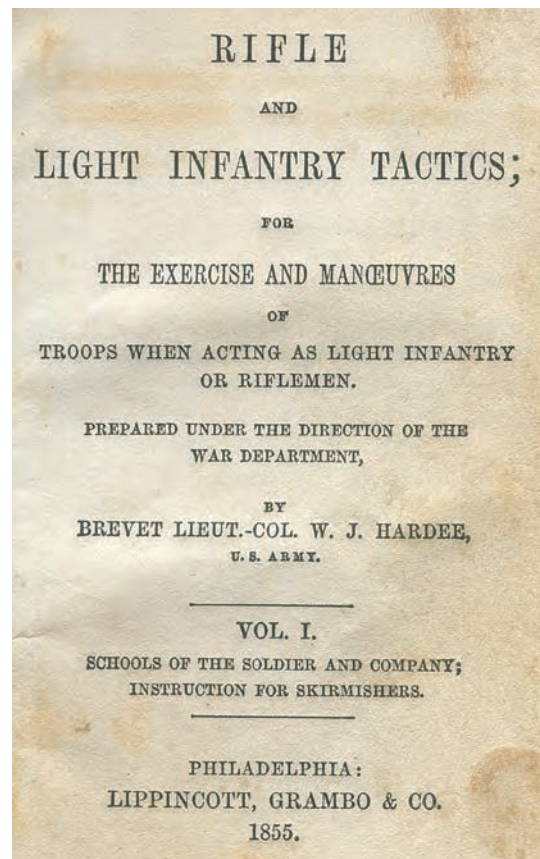 RIFLE
AND
LIGHT INFANTRY TACTICS;
FOR
THE EXERCISE AND MANŒUVRES
OF
TROOPS WHEN ACTING AS LIGHT INFANTRY
OR RIFLEMEN.
PREPARED UNDER THE DIRECTION OF THE
WAR DEPARTMENT,
BY
BREVET LIEUT.-COL. W. J. HARDEE,
U. S. ARMY.
VOL. I.
SCHOOLS OF THE SOLDIER AND COMPANY;
INSTRUCTION FOR SKIRMISHERS.
PHILADELPHIA:
LIPPINCOTT, GRAMBO & CO.
1855.